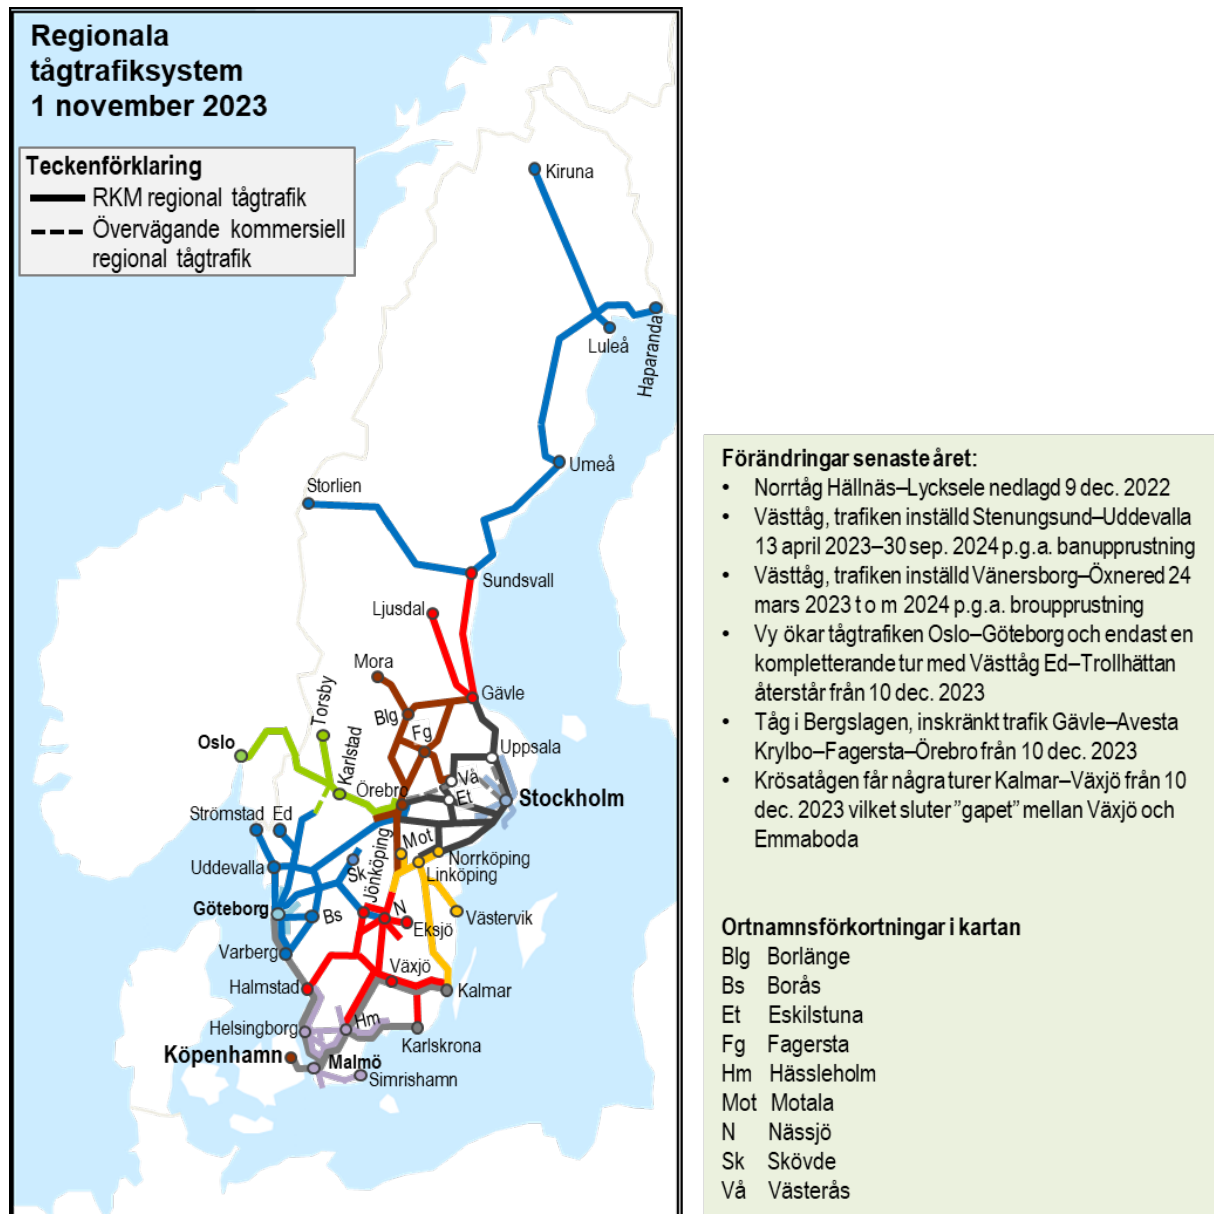 Regionala
tågtrafiksystem
1 november 2023
Teckenförklaring
RKM regional tågtrafik
Övervägande kommersiell
regional tågtrafik
Kiruna
Luleå
Haparanda
Umeå
Storlien
Sundsvall
Ljusdal
Mora
Gävle
Blg
Torsby
Fg
Oslo
Karlstad
Uppsala
Vå
Örebro
Et
Stockholm
Strömstad
Ed
Mot
Norrköping
Uddevalla
Sk
Jönköping
Linköping
Göteborg
Bs
N
Västervik
Eksjö
Varberg
Växjö
Halmstad
Kalmar
Helsingborg
Hm
Karlskrona
Köpenhamn
Malmö
Simrishamn
Förändringar senaste året:
• Norrtåg Hällnäs–Lycksele nedlagd 9 dec. 2022
• Västtåg, trafiken inställd Stenungsund–Uddevalla
13 april 2023–30 sep. 2024 p.g.a. banupprustning
• Västtåg, trafiken inställd Vänersborg–Öxnered 24
mars 2023 t o m 2024 p.g.a. broupprustning
• Vy ökar tågtrafiken Oslo–Göteborg och endast en
kompletterande tur med Västtåg Ed–Trollhättan
återstår från 10 dec. 2023
• Tåg i Bergslagen, inskränkt trafik Gävle–Avesta
Krylbo–Fagersta–Örebro från 10 dec. 2023
• Krösatågen får några turer Kalmar–Växjö från 10
dec. 2023 vilket sluter ”gapet” mellan Växjö och
Emmaboda
Ortnamnsförkortningar i kartan
Blg Borlänge
Bs Borås
Et Eskilstuna
Fg Fagersta
Hm Hässleholm
Mot Motala
N Nässjö
Sk Skövde
Vå Västerås